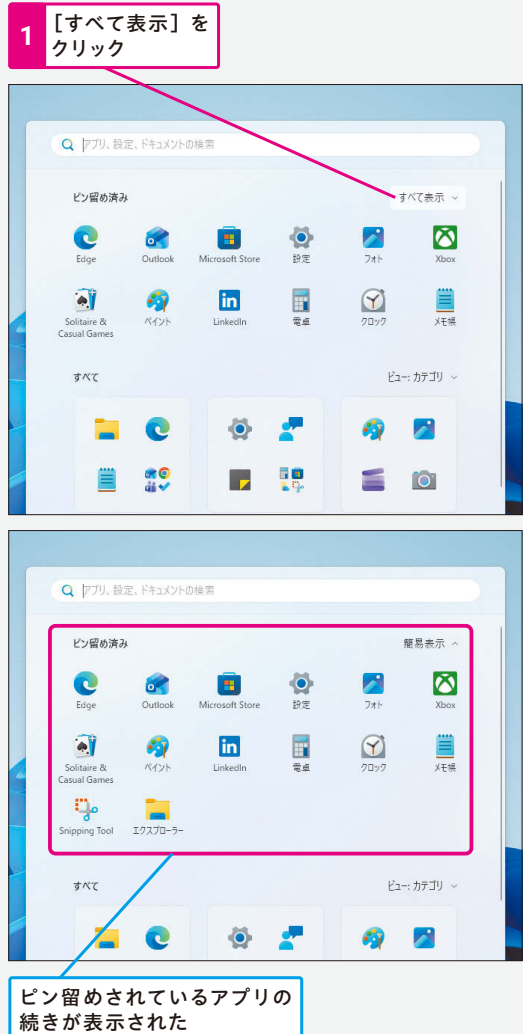 1 [すべて表示] を
クリック
アプリ、設定、ドキュメントの検索
ピン留め済み すべて表示
Edge Outlook Microsoft Store 設定 フォト Xbox
Solitaire & ペイント LinkedIn 電卓 クロック メモ帳
Casual Games
すべて ビュー: カテゴリ
アプリ、設定、ドキュメントの検索
ピン留め済み 簡易表示
Edge Outlook Microsoft Store 設定 フォト Xbox
Solitaire & ペイント LinkedIn 電卓 クロック メモ帳
Casual Games
Snipping Tool エクスプローラー
すべて ビュー: カテゴリ
ピン留めされているアプリの
続きが表示された